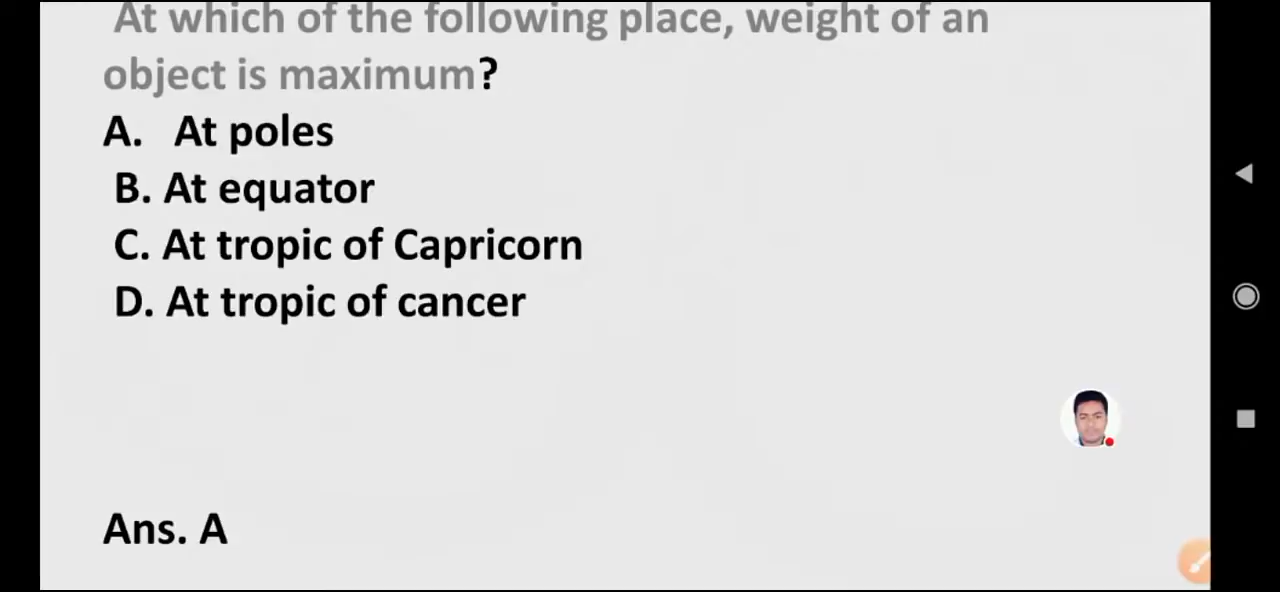 At which of the following place, weight of an
object is maximum?
A. At poles
B. At equator
C. At tropic of Capricorn
D. At tropic of cancer
Ans. A